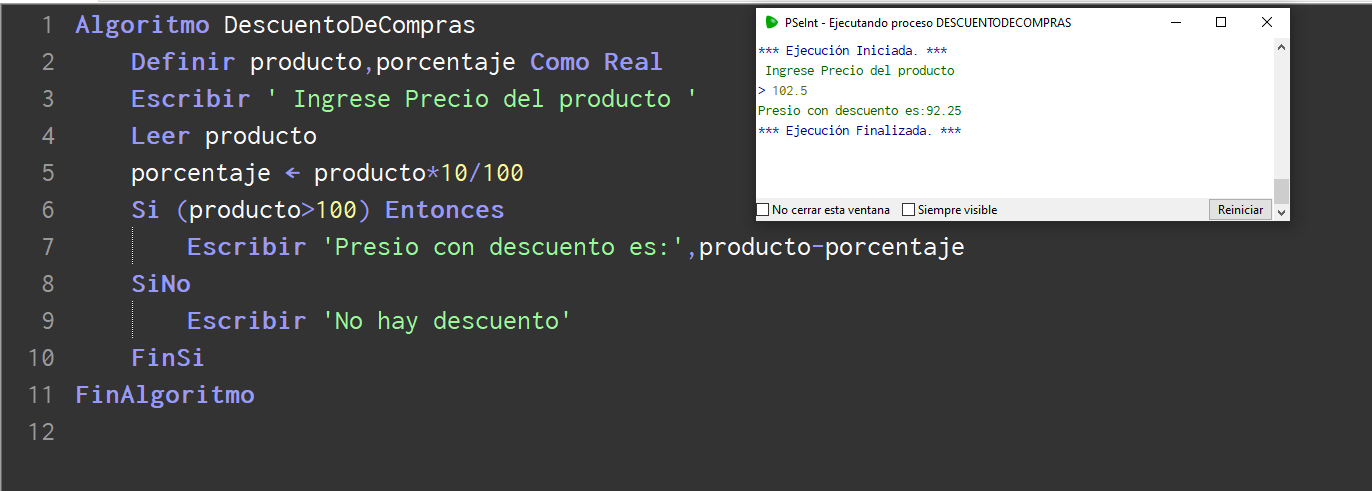 1 Algoritmo DescuentoDeCompras
2 Definir producto,porcentaje Como Real
3 Escribir ' Ingrese Precio del producto '
4 Leer producto
5 porcentaje ← producto*10/100
6 Si (producto>100) Entonces
7 Escribir 'Presio con descuento es:',producto-porcentaje
8 SiNo
9 Escribir 'No hay descuento'
10 FinSi
11 FinAlgoritmo
12
PSeInt - Ejecutando proceso DESCUENTODECOMPRAS
*** Ejecución Iniciada. ***
Ingrese Precio del producto
> 102.5
Presio con descuento es:92.25
*** Ejecución Finalizada. ***
No cerrar esta ventana Siempre visible Reiniciar